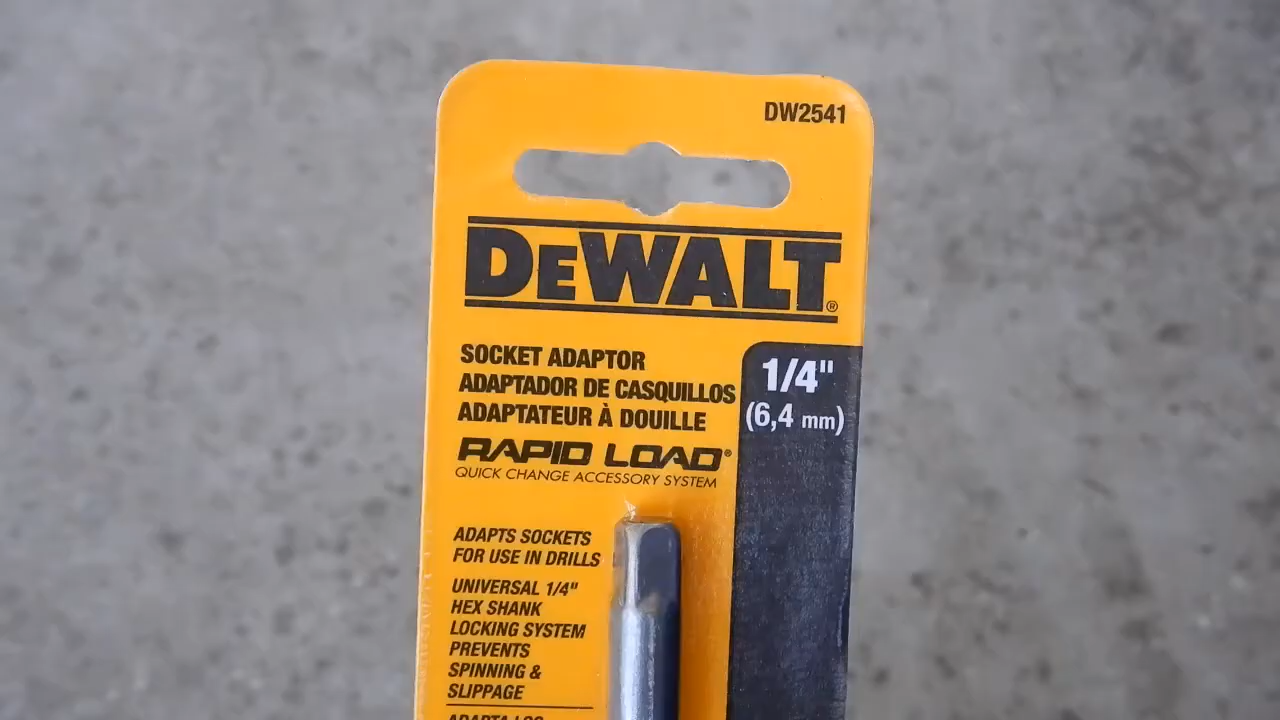 DW2541
DEWALT®
SOCKET ADAPTOR
ADAPTADOR DE CASQUILLOS
ADAPTATEUR À DOUILLE
1/4"
(6,4 mm)
RAPID LOAD®
QUICK CHANGE ACCESSORY SYSTEM
ADAPTS SOCKETS
FOR USE IN DRILLS
UNIVERSAL 1/4"
HEX SHANK
LOCKING SYSTEM
PREVENTS
SPINNING &
SLIPPAGE